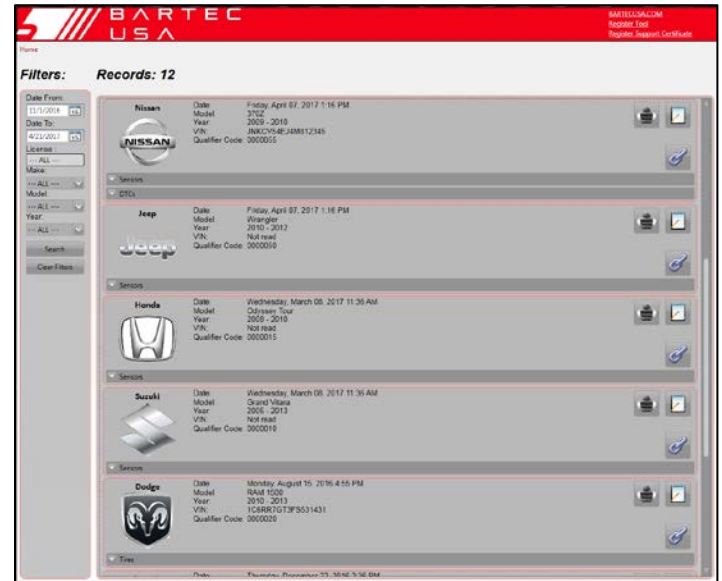 BARTEC
USA
BARTECUSA.COM
Register Tool
Register Support Certificate
Home
Filters:
Records: 12
Date From:
11/1/2016
Date To:
4/21/2017
License :
--- ALL ---
Make:
--- ALL ---
Model:
--- ALL ---
Year:
--- ALL ---
Search
Clear Filters
Nissan
Date: Friday, April 07, 2017 1:16 PM
Model: 370Z
Year: 2009 - 2018
VIN:
Qualifier Code: 0000055
NISSAN
Sensors
DTCs
Jeep
Date: Friday, April 07, 2017 1:16 PM
Model: Wrangler
Year: 2010 - 2012
VIN: Not read
Qualifier Code: 0000050
Jeep
Sensors
Honda
Date: Wednesday, March 08, 2017 11:36 AM
Model: Odyssey Tour
Year: 2008 - 2010
VIN: Not read
Qualifier Code: 0000015
Sensors
Suzuki
Date: Wednesday, March 08, 2017 11:36 AM
Model: Grand Vitara
Year: 2006 - 2013
VIN: Not read
Qualifier Code: 0000010
Sensors
Dodge
Date: Monday, August 15, 2016 4:55 PM
Model: RAM 1500
Year: 2010 - 2013
VIN: 1C6RR7GT3FS531431
Qualifier Code: 0000020
Tires